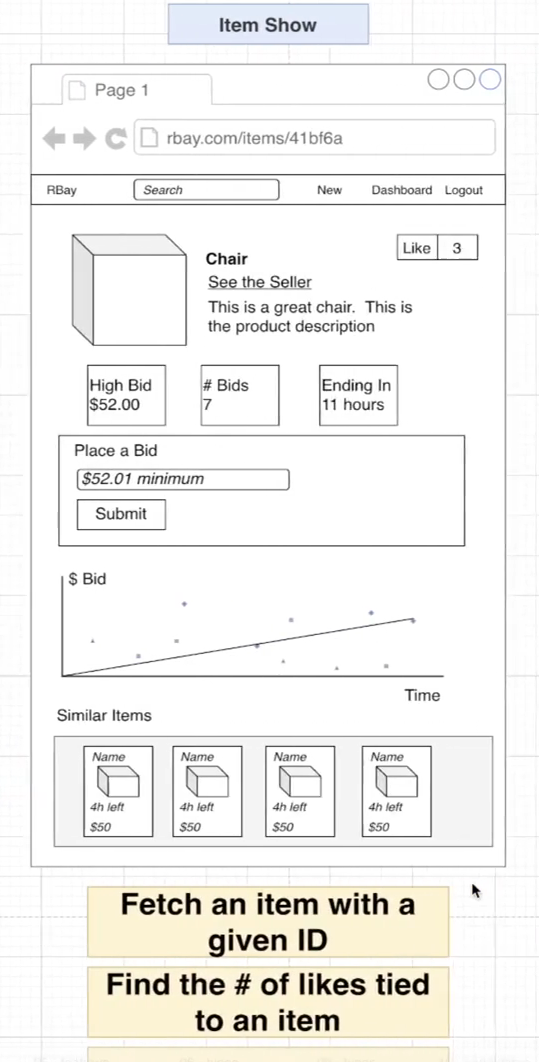 Item Show
Page 1
rbay.com/items/41bf6a
RBay Search New Dashboard Logout
Like 3
Chair
See the Seller
This is a great chair. This is
the product description
High Bid
$52.00
# Bids
7
Ending In
11 hours
Place a Bid
$52.01 minimum
Submit
$ Bid
Time
Similar Items
Name
4h left
$50
Name
4h left
$50
Name
4h left
$50
Name
4h left
$50
Fetch an item with a
given ID
Find the # of likes tied
to an item